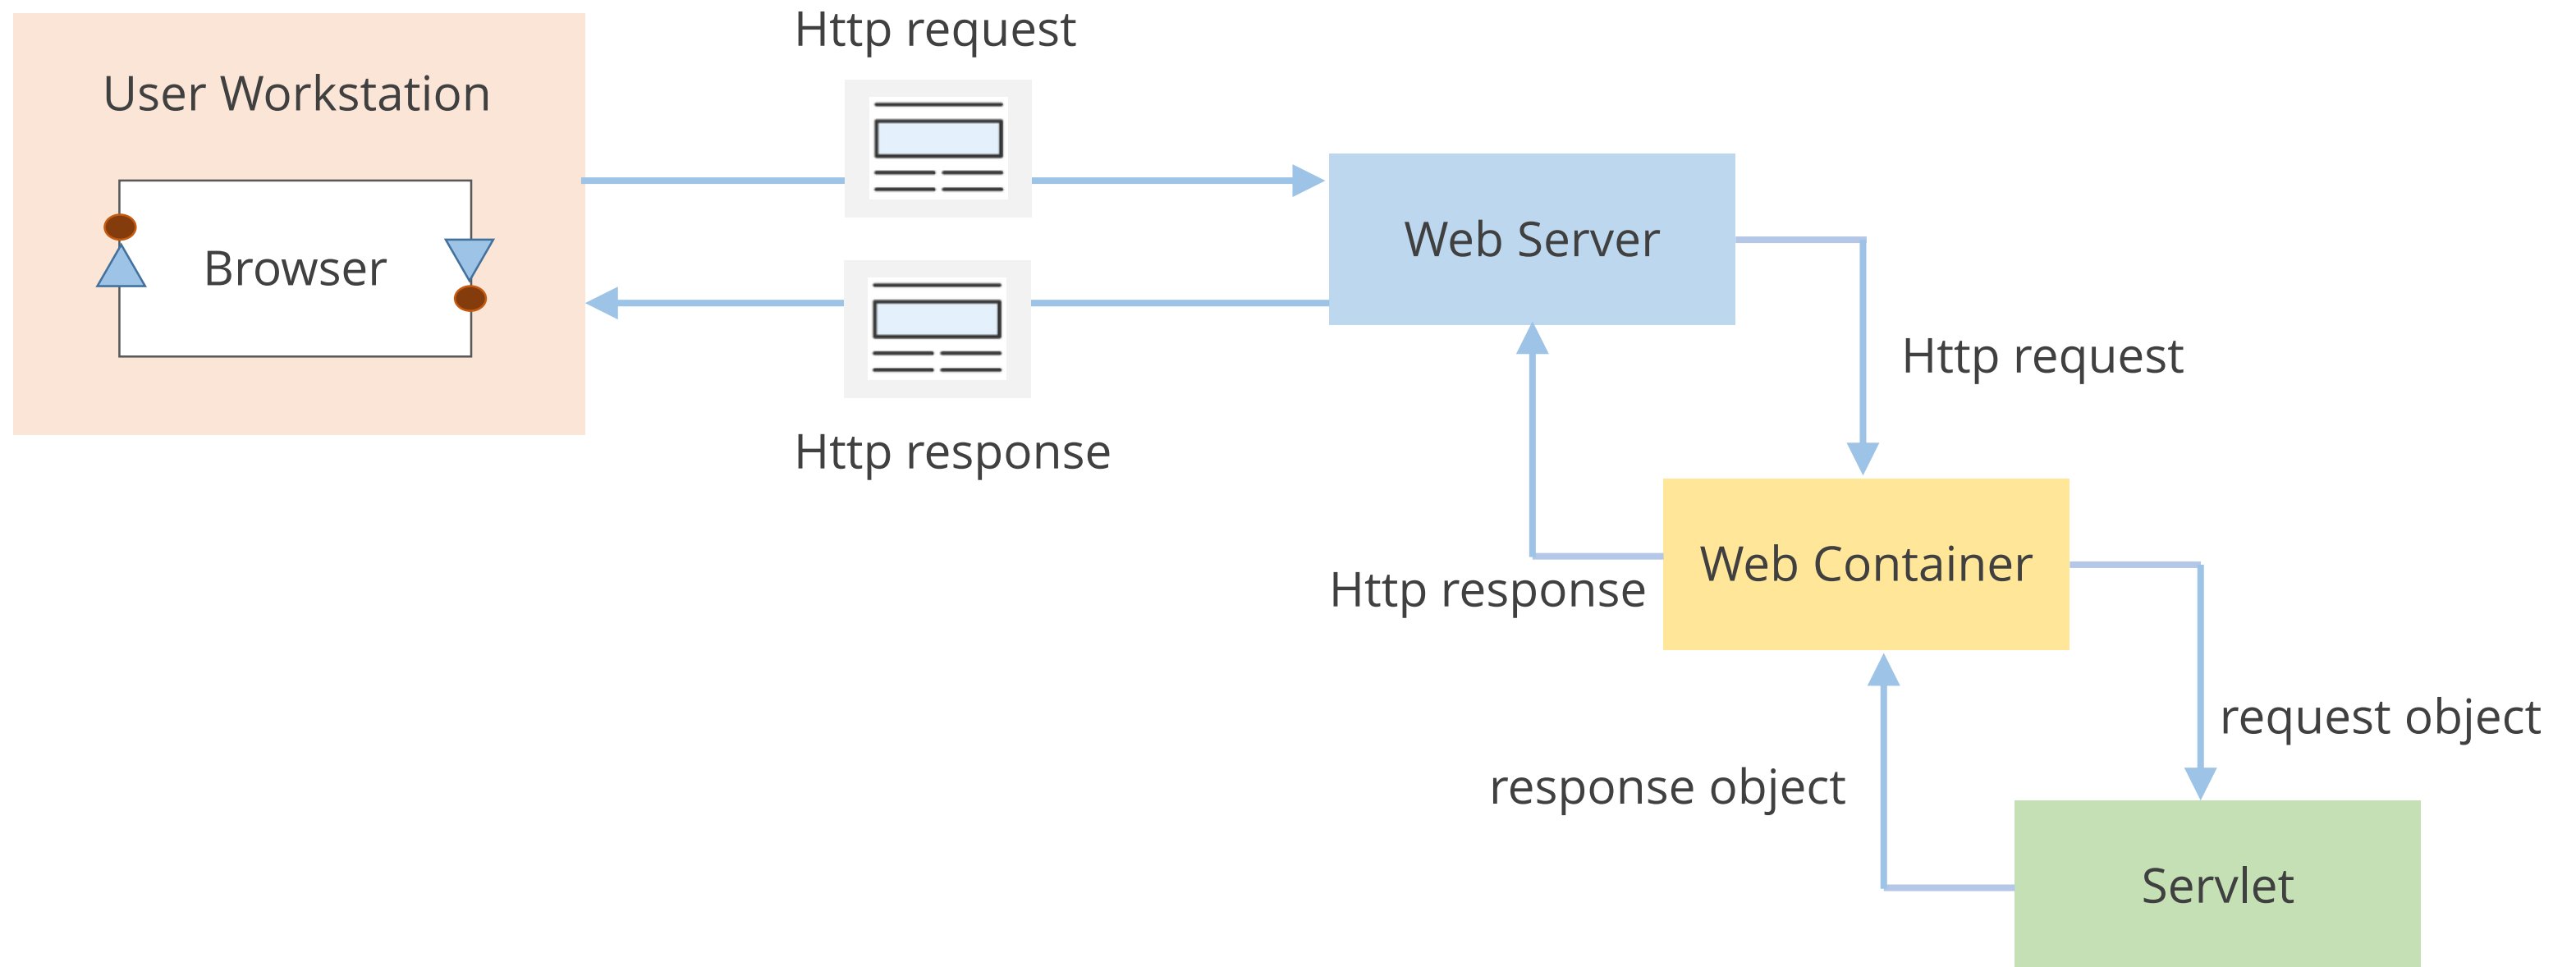 Http request
User Workstation
Browser
Web Server
Http request
Http response
Web Container
Http response
request object
response object
Servlet